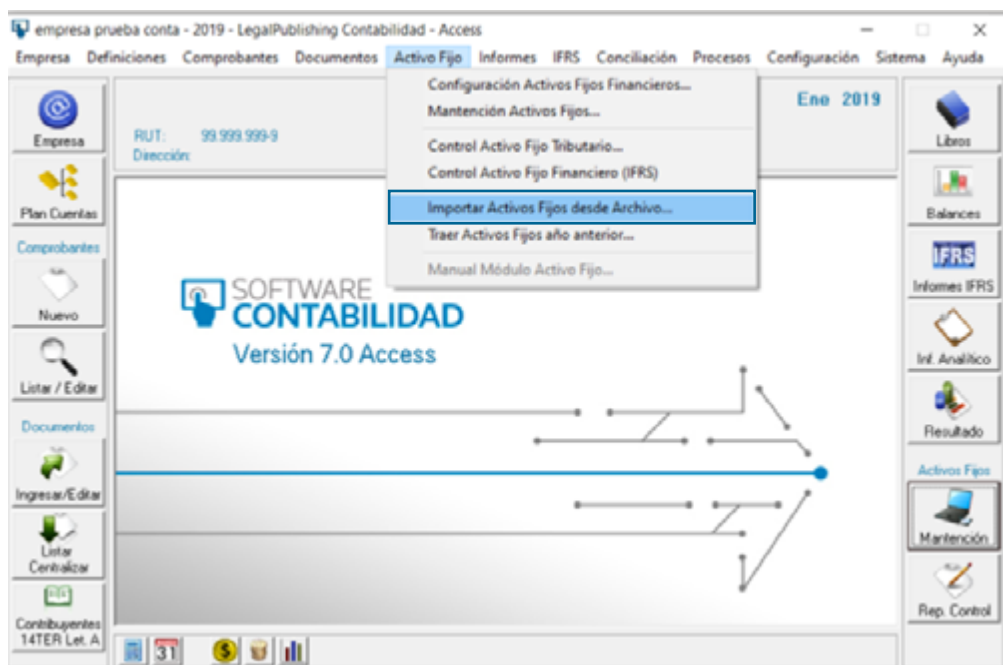 empresa prueba conta - 2019 - LegalPublishing Contabilidad - Access
Empresa Definiciones Comprobantes Documentos Activo Fijo Informes IFRS Conciliación Procesos Configuración Sistema Ayuda
Configuración Activos Fijos Financieros...
Mantención Activos Fijos...
Control Activo Fijo Tributario...
Control Activo Fijo Financiero (IFRS)
Importar Activos Fijos desde Archivo...
Traer Activos Fijos año anterior...
Manual Módulo Activo Fijo...
Ene 2019
RUT: 99.999.999-9
Dirección:
Empresa
Plan Cuentas
Comprobantes
Nuevo
Listar / Editar
Documentos
Ingresar/Editar
Listar
Centralizar
Contribuyentes
14TER Let. A
SOFTWARE
CONTABILIDAD
Versión 7.0 Access
Libros
Balances
IFRS
Informes IFRS
Inf. Analítico
Resultado
Activos Fijos
Mantención
Rep. Control
31
$